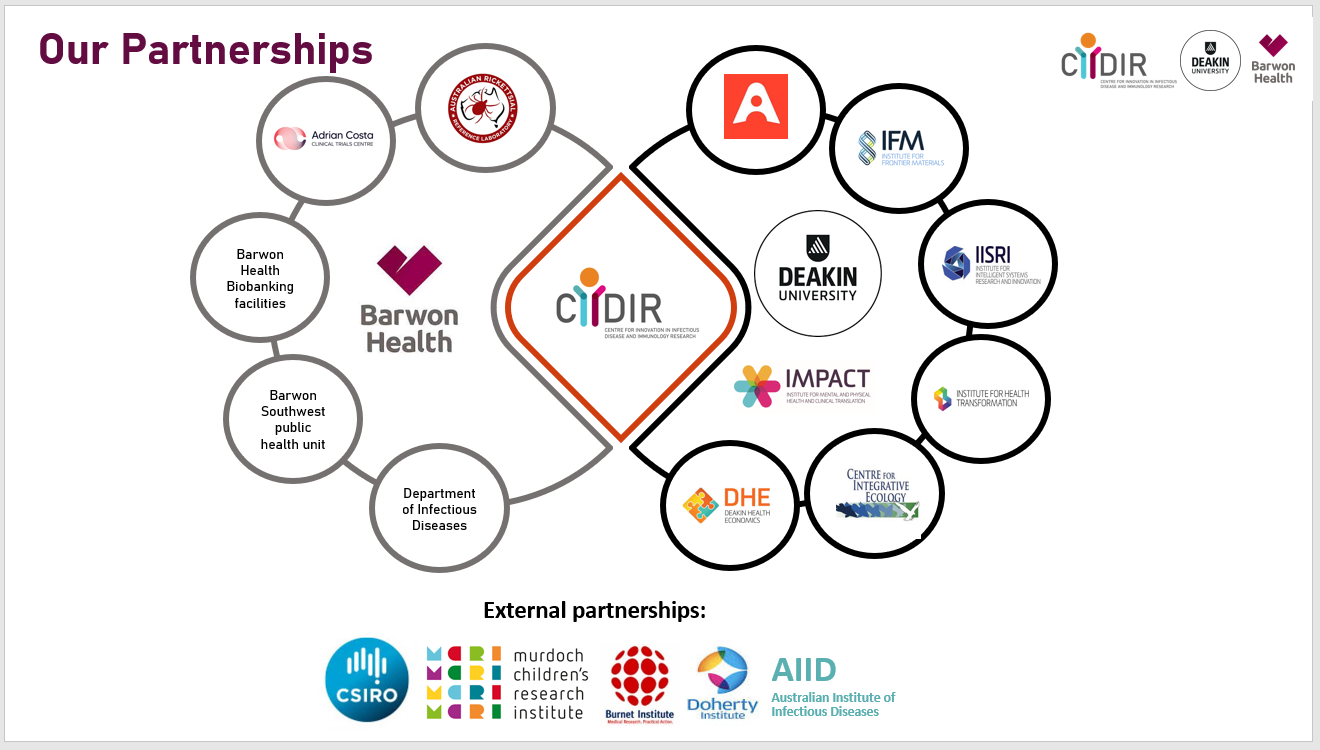 Our Partnerships
CIIDIR
CENTRE FOR INNOVATION IN INFECTIOUS
DISEASE AND IMMUNOLOGY RESEARCH
DEAKIN
UNIVERSITY
Barwon
Health
Adrian Costa
CLINICAL TRIALS CENTRE
AUSTRALIAN RICKETTSIAL
REFERENCE LABORATORY
A
IFM
INSTITUTE FOR
FRONTIER MATERIALS
Barwon
Health
Biobanking
facilities
Barwon
Health
CIIDIR
CENTRE FOR INNOVATION IN INFECTIOUS
DISEASE AND IMMUNOLOGY RESEARCH
DEAKIN
UNIVERSITY
IISRI
INSTITUTE FOR
INTELLIGENT SYSTEMS
RESEARCH AND INNOVATION
Barwon
Southwest
public
health unit
IMPACT
INSTITUTE FOR MENTAL AND PHYSICAL
HEALTH AND CLINICAL TRANSLATION
INSTITUTE FOR HEALTH
TRANSFORMATION
Department
of Infectious
Diseases
DHE
DEAKIN HEALTH
ECONOMICS
CENTRE FOR
INTEGRATIVE
ECOLOGY
External partnerships:
CSIRO
MCRI
murdoch
children's
research
institute
Burnet Institute
Medical Research. Practical Action.
Doherty
Institute
AIID
Australian Institute of
Infectious Diseases